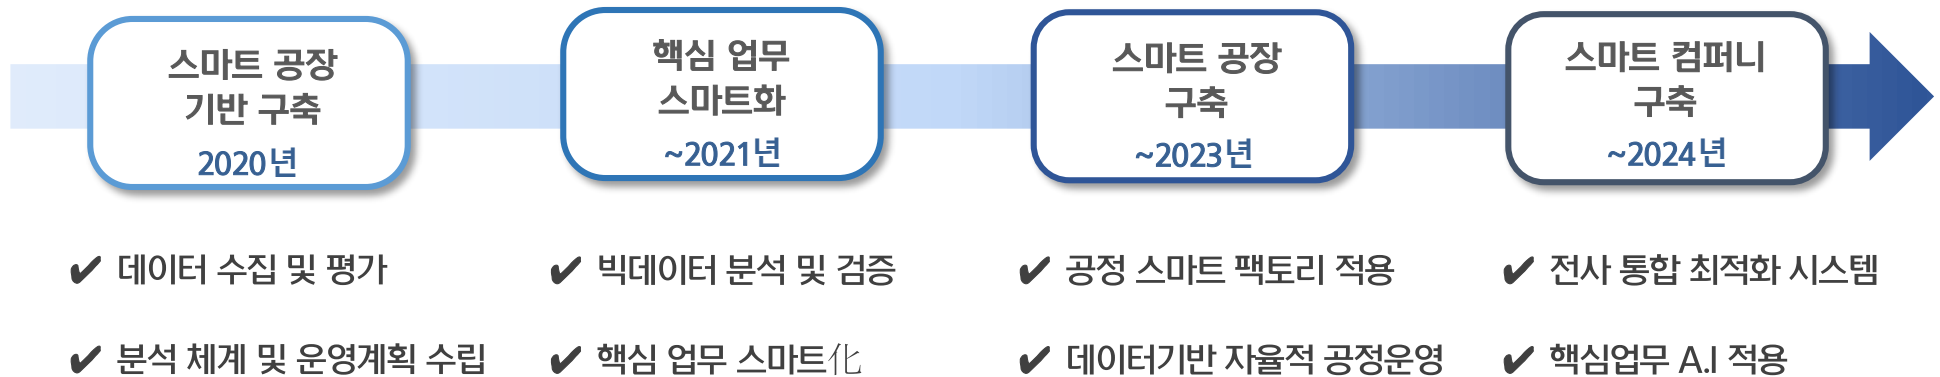 스마트 공장
기반 구축
2020년
핵심 업무
스마트화
~2021년
스마트 공장
구축
~2023년
스마트 컴퍼니
구축
~2024년
✔ 데이터 수집 및 평가
✔ 분석 체계 및 운영계획 수립
✔ 빅데이터 분석 및 검증
✔ 핵심 업무 스마트化
✔ 공정 스마트 팩토리 적용
✔ 데이터기반 자율적 공정운영
✔ 전사 통합 최적화 시스템
✔ 핵심업무 A.I 적용